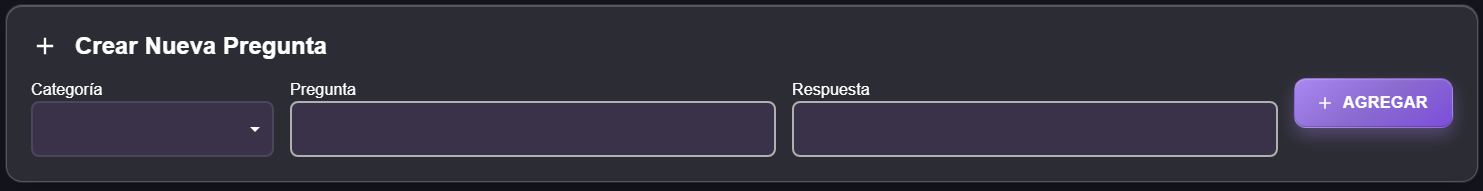 Crear Nueva Pregunta
Categoría
Pregunta
Respuesta
AGREGAR